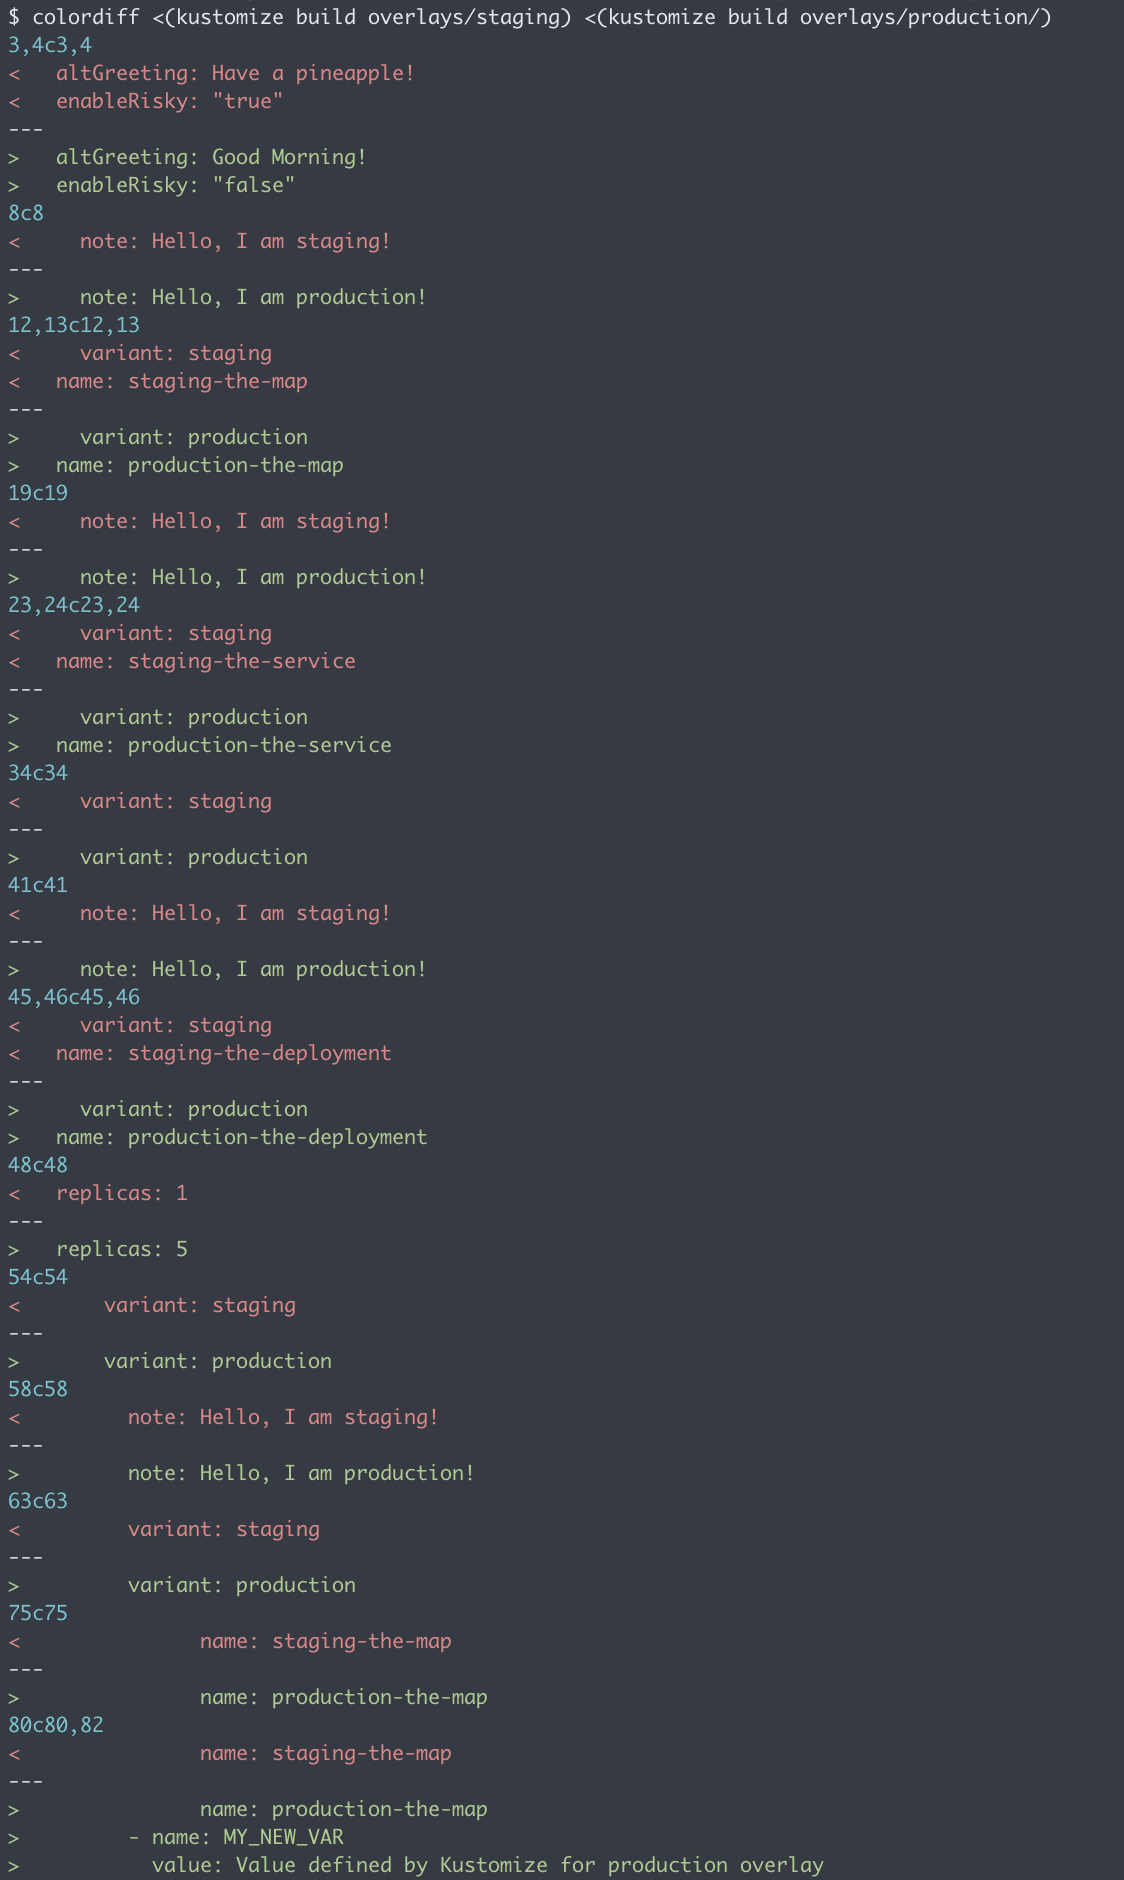 $ colordiff <(kustomize build overlays/staging) <(kustomize build overlays/production/)
3,4c3,4
<   altGreeting: Have a pineapple!
<   enableRisky: "true"
---
>   altGreeting: Good Morning!
>   enableRisky: "false"
8c8
<     note: Hello, I am staging!
---
>     note: Hello, I am production!
12,13c12,13
<     variant: staging
<   name: staging-the-map
---
>     variant: production
>   name: production-the-map
19c19
<     note: Hello, I am staging!
---
>     note: Hello, I am production!
23,24c23,24
<     variant: staging
<   name: staging-the-service
---
>     variant: production
>   name: production-the-service
34c34
<     variant: staging
---
>     variant: production
41c41
<     note: Hello, I am staging!
---
>     note: Hello, I am production!
45,46c45,46
<     variant: staging
<   name: staging-the-deployment
---
>     variant: production
>   name: production-the-deployment
48c48
<   replicas: 1
---
>   replicas: 5
54c54
<       variant: staging
---
>       variant: production
58c58
<         note: Hello, I am staging!
---
>         note: Hello, I am production!
63c63
<         variant: staging
---
>         variant: production
75c75
<               name: staging-the-map
---
>               name: production-the-map
80c80,82
<               name: staging-the-map
---
>               name: production-the-map
>         - name: MY_NEW_VAR
>           value: Value defined by Kustomize for production overlay